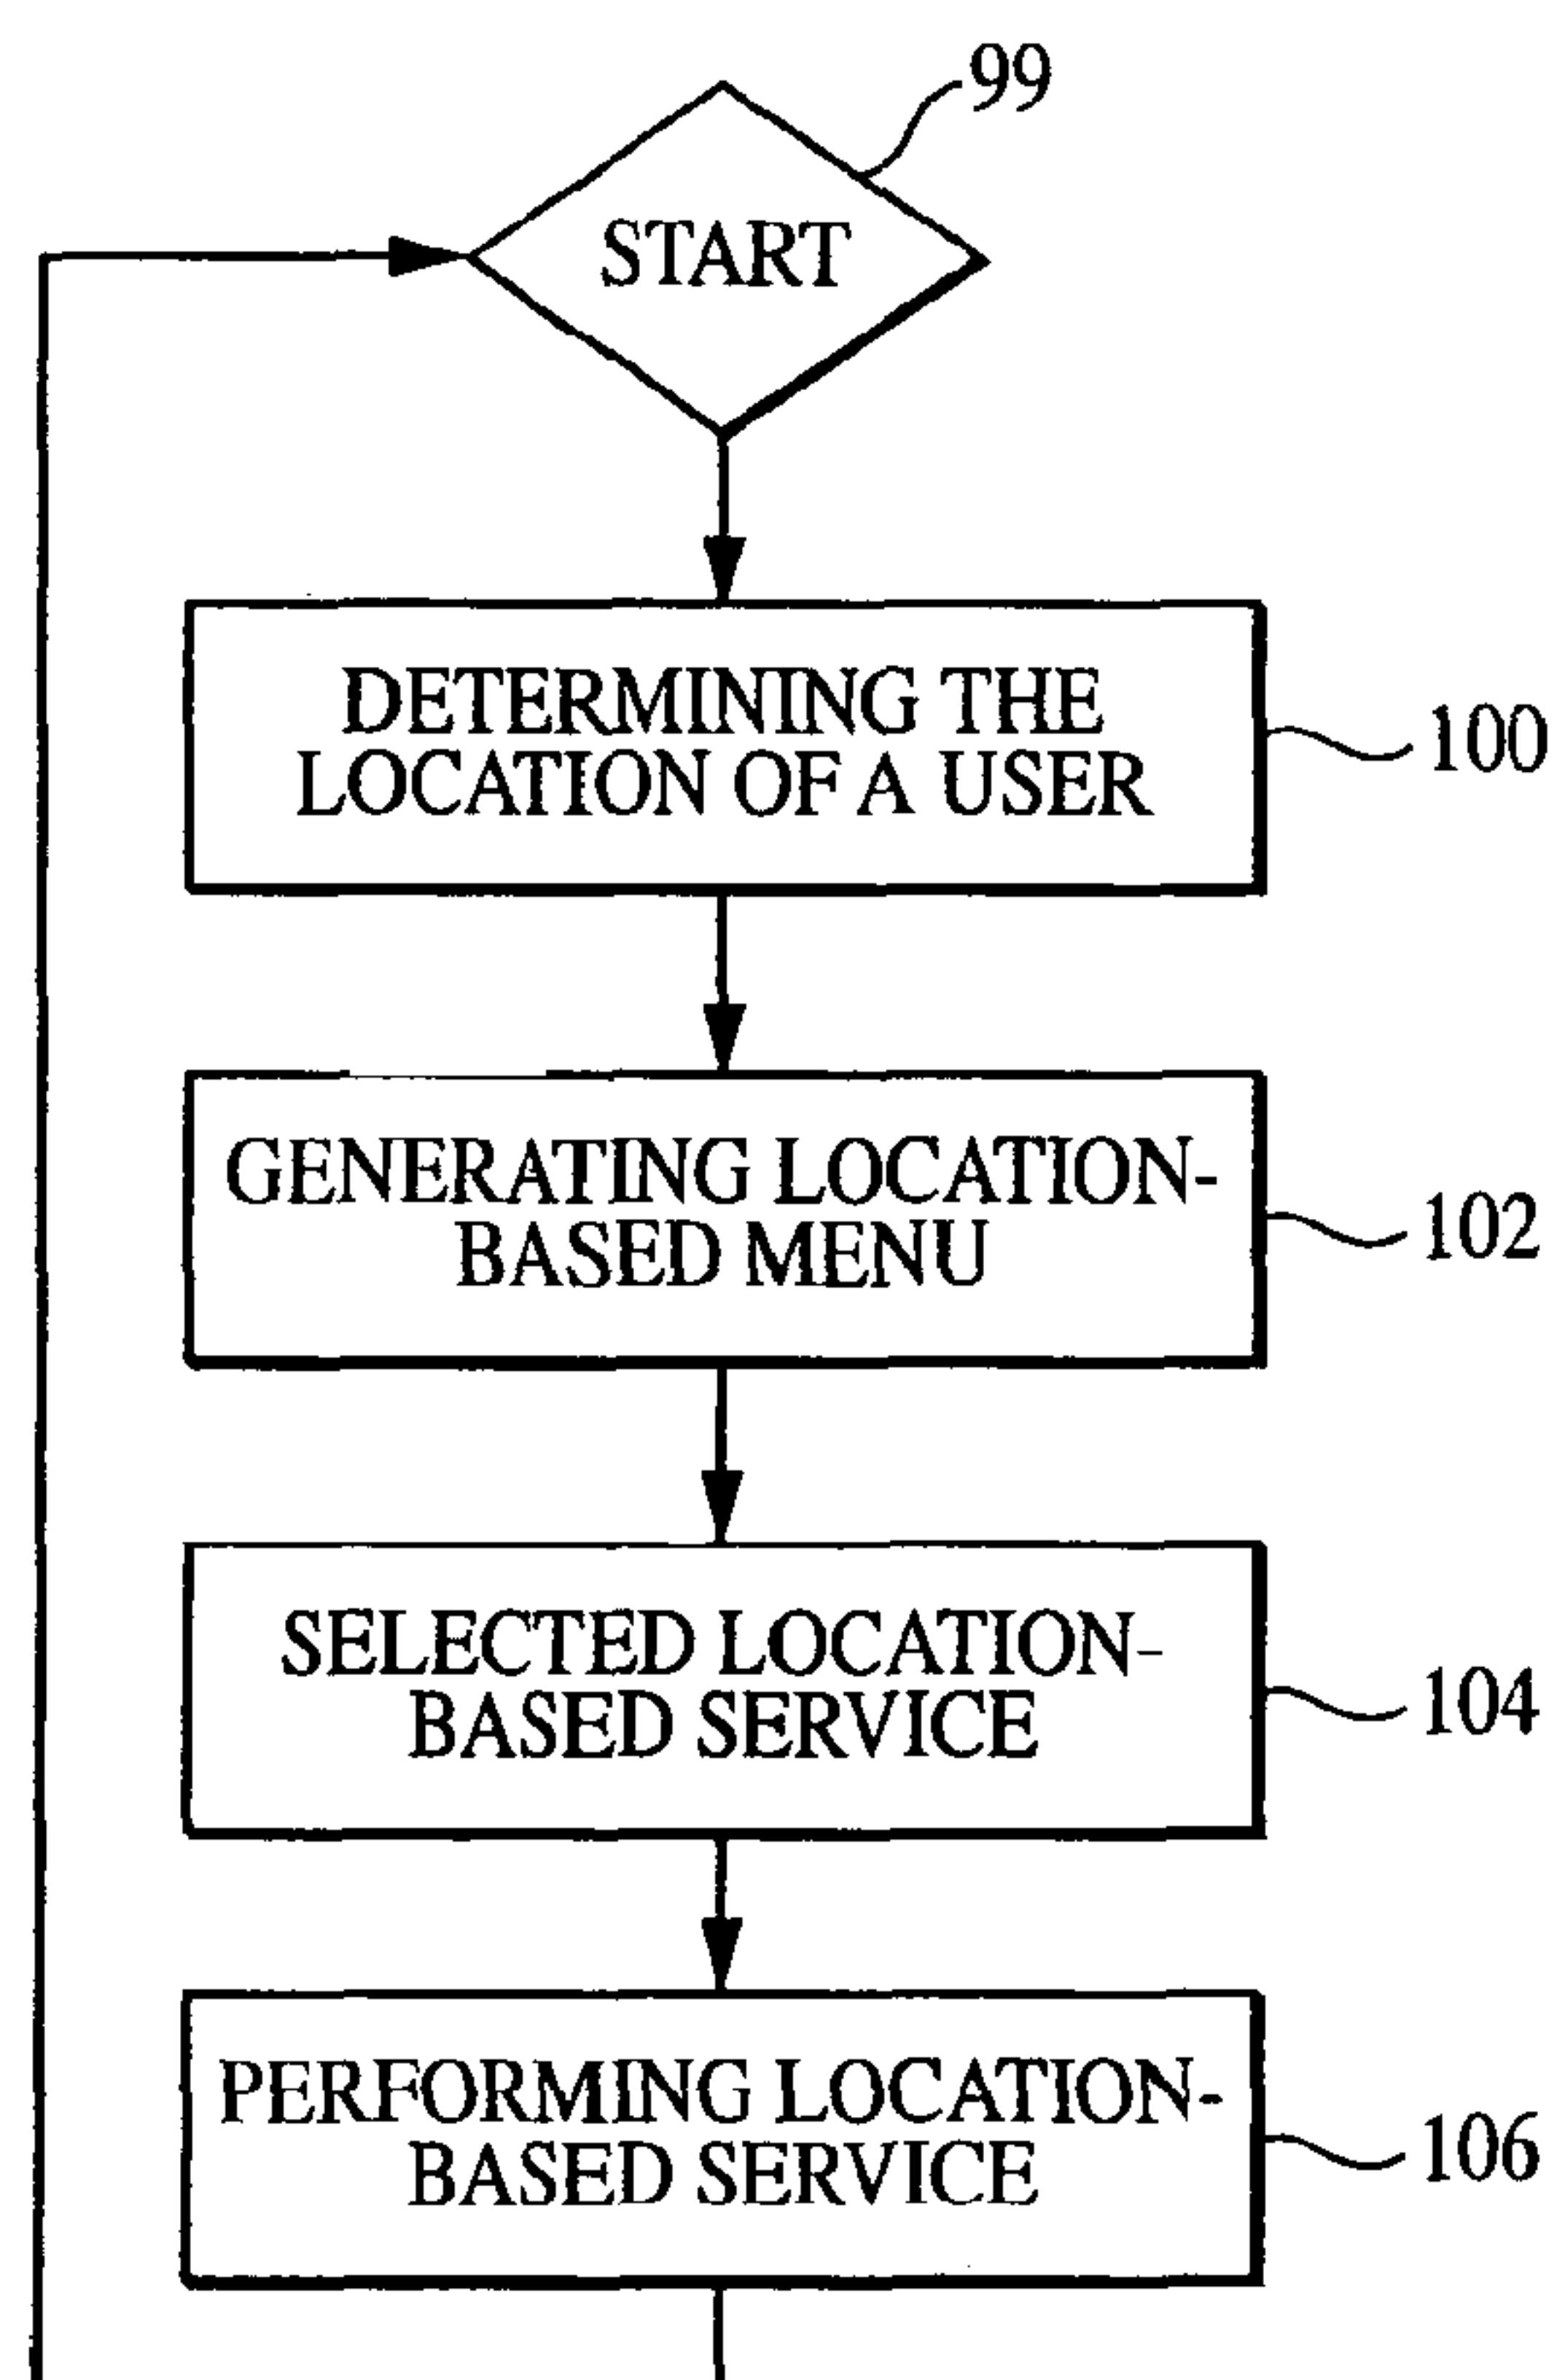 99
START
DETERMINING THE
LOCATION OF A USER
100
GENERATING LOCATION-
BASED MENU
102
SELECTED LOCATION-
BASED SERVICE
104
PERFORMING LOCATION-
BASED SERVICE
106